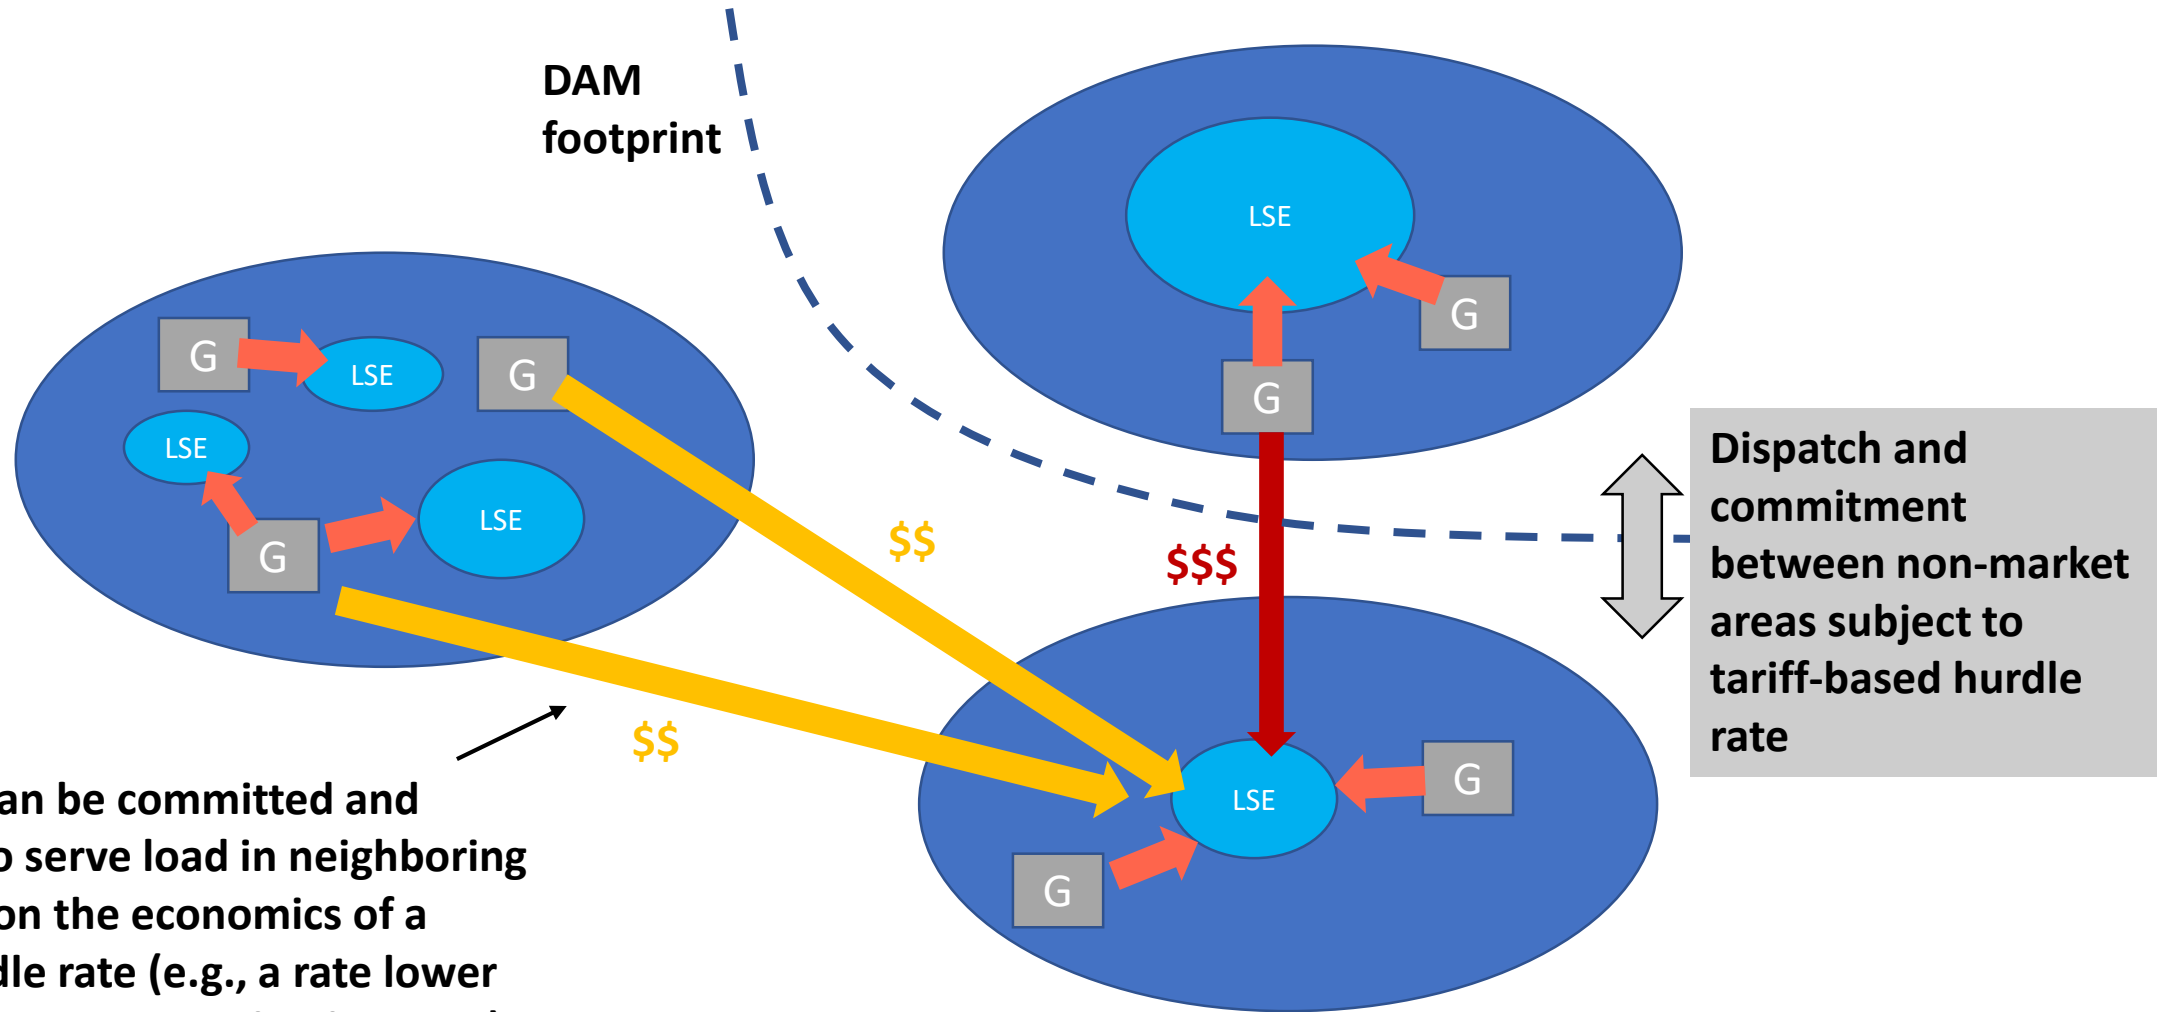 DAM
footprint
LSE
G
G
G
LSE
G
LSE
LSE
G
$$
$$$
$$
Dispatch and
commitment
between non-market
areas subject to
tariff-based hurdle
rate
an be committed and
o serve load in neighboring
on the economics of a
dle rate (e.g., a rate lower
LSE
G
G